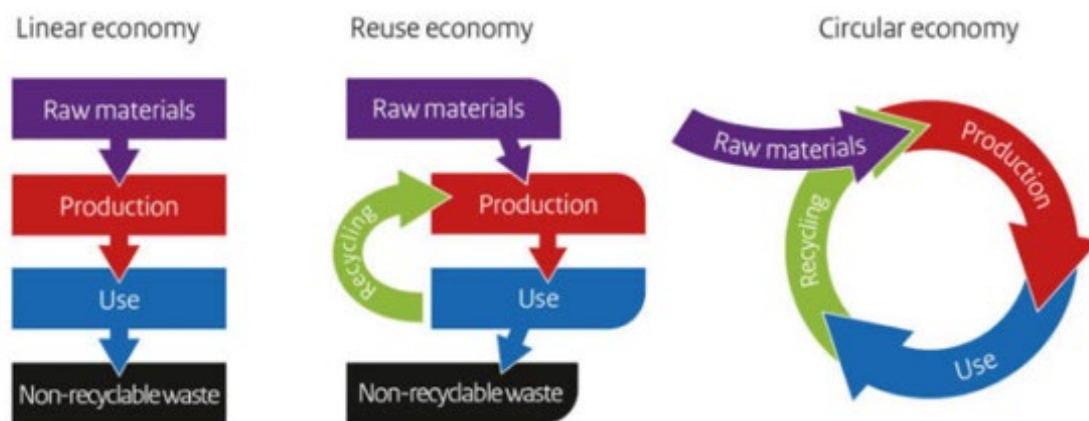 Linear economy
Raw materials
Production
Use
Non-recyclable waste
Reuse economy
Raw materials
Production
Recycling
Use
Non-recyclable waste
Circular economy
Raw materials
Production
Recycling
Use